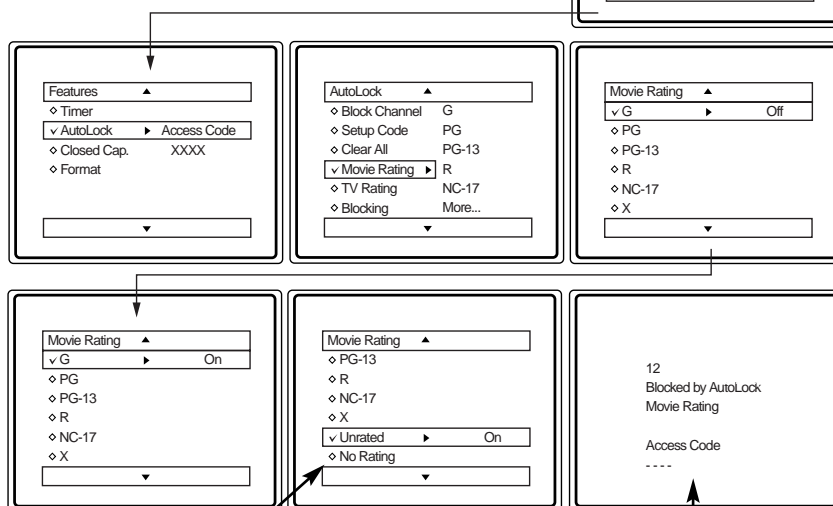 Features ▲
◇ Timer
✓ AutoLock ▶ Access Code
◇ Closed Cap. XXXX
◇ Format
▼
AutoLock ▲
◇ Block Channel G
◇ Setup Code PG
◇ Clear All PG-13
✓ Movie Rating ▶ R
◇ TV Rating NC-17
◇ Blocking More...
▼
Movie Rating ▲
✓ G ▶ Off
◇ PG
◇ PG-13
◇ R
◇ NC-17
◇ X
▼
Movie Rating ▲
✓ G ▶ On
◇ PG
◇ PG-13
◇ R
◇ NC-17
◇ X
▼
Movie Rating ▲
◇ PG-13
◇ R
◇ NC-17
◇ X
✓ Unrated ▶ On
◇ No Rating
▼
12
Blocked by AutoLock
Movie Rating
Access Code
- - - -